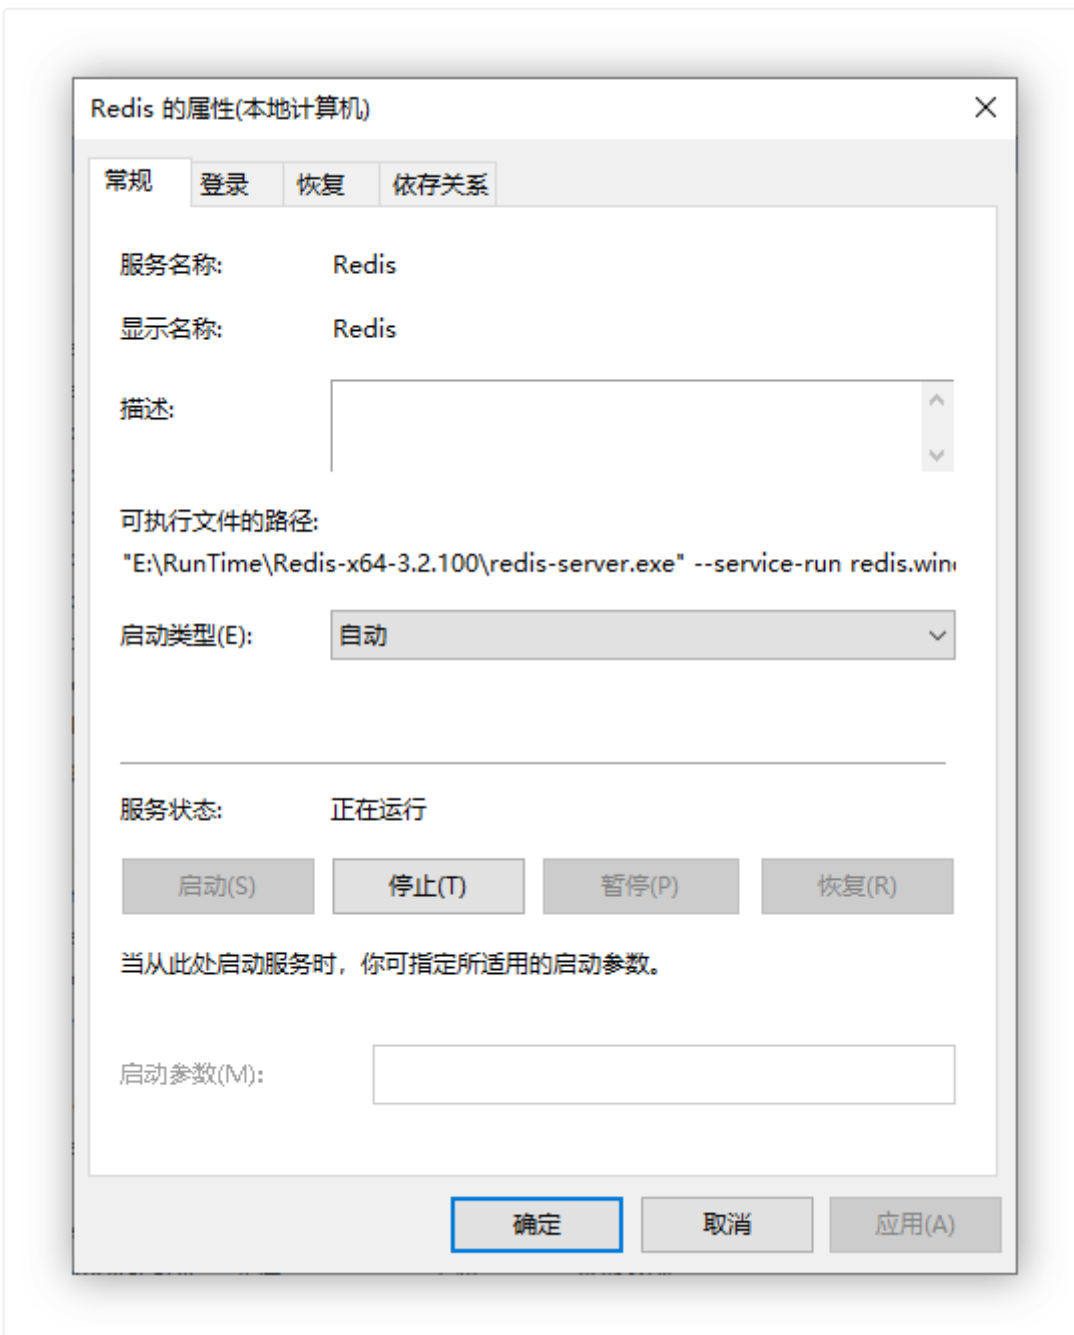 Redis 的属性(本地计算机)
常规 登录 恢复 依存关系
服务名称: Redis
显示名称: Redis
描述:
可执行文件的路径:
"E:\RunTime\Redis-x64-3.2.100\redis-server.exe" --service-run
启动类型(E): 自动
服务状态: 正在运行
启动(S) 停止(T) 暂停(P) 恢复(R)
当从此处启动服务时，你可指定所适用的启动参数。
启动参数(M):
确定 取消 应用(A)